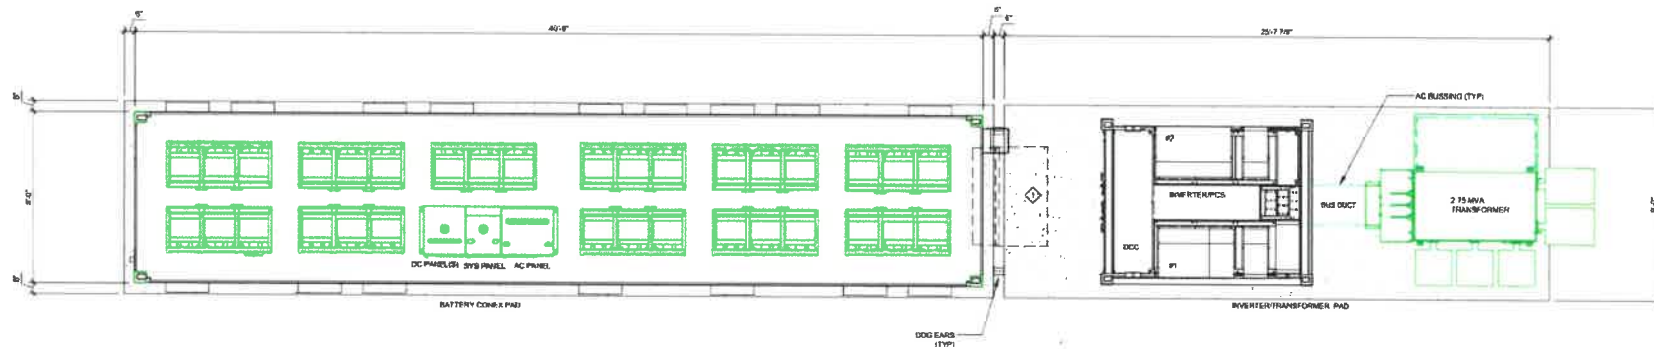 6"
40'-0"
6"
6"
25'-7 7/8"
AC BUSSING (TYP)
#2
INVERTER/PCS
BUS DUCT
2.75 MVA
TRANSFORMER
DCC
#1
DC PANEL
SYS PANEL
AC PANEL
BATTERY CONEX PAD
INVERTER/TRANSFORMER PAD
DOG EARS
(TYP)